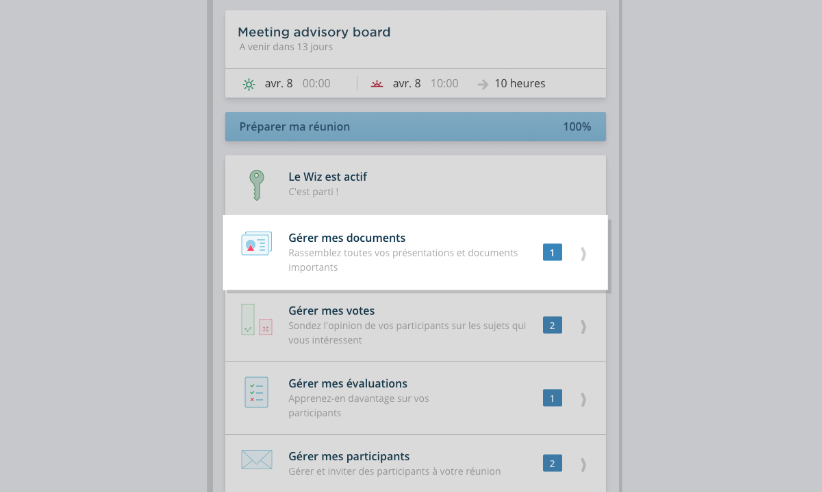 Meeting advisory board
A venir dans 13 jours
avr. 8 00:00 avr. 8 10:00 10 heures
Préparer ma réunion 100%
Le Wiz est actif
C'est parti !
Gérer mes documents
Rassemblez toutes vos présentations et documents
importants
1
Gérer mes votes
Sondez l'opinion de vos participants sur les sujets qui
vous intéressent
2
Gérer mes évaluations
Apprenez-en davantage sur vos
participants
1
Gérer mes participants
Gérer et inviter des participants à votre réunion
2